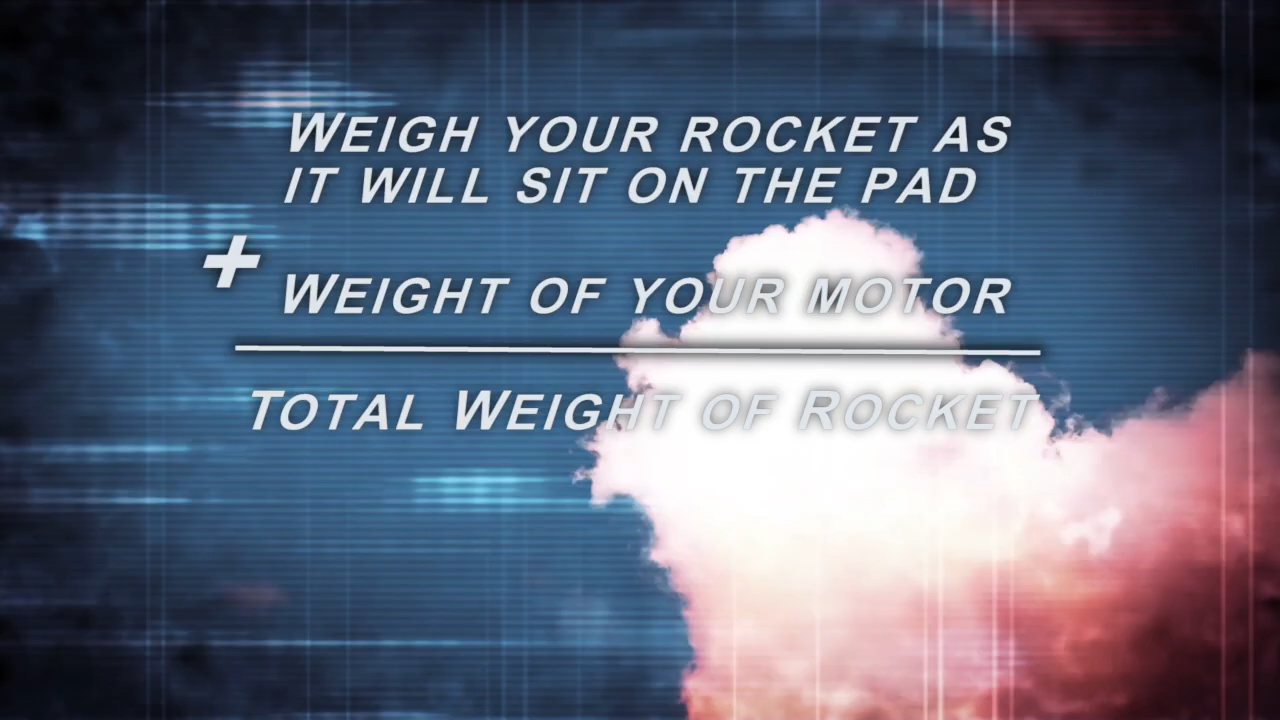 WEIGH YOUR ROCKET AS
IT WILL SIT ON THE PAD
+ WEIGHT OF YOUR MOTOR
TOTAL WEIGHT OF ROCKET